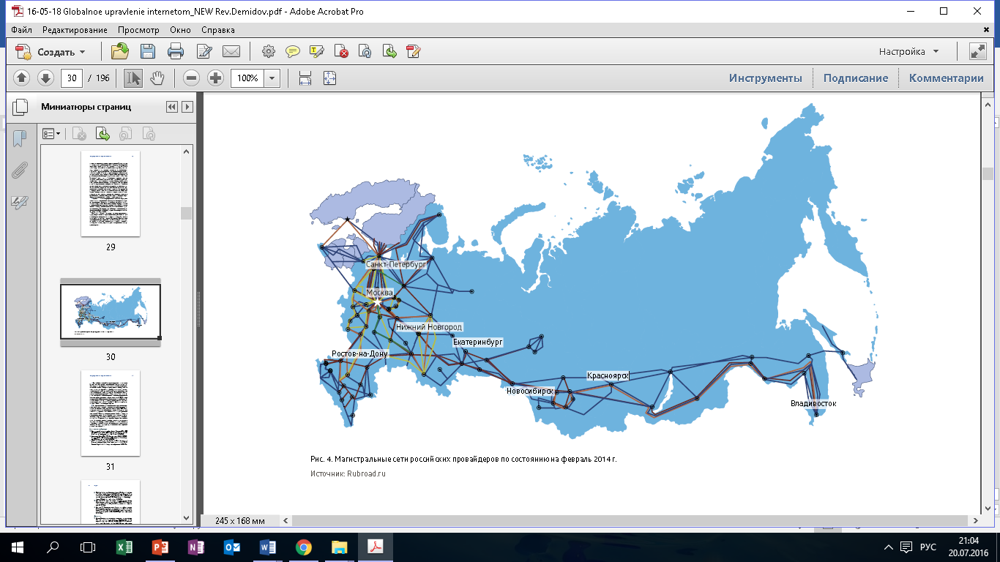 16-05-18 Globalnoe upravlenie internetom_NEW Rev.Demidov.pdf - Adobe Acrobat Pro
Файл Редактирование Просмотр Окно Справка
Создать
Настройка
30 / 196
100%
Инструменты
Подписание
Комментарии
Миниатюры страниц
29
30
31
Санкт-Петербург
Москва
Нижний Новгород
Екатеринбург
Ростов-на-Дону
Красноярск
Новосибирск
Владивосток
Рис. 4. Магистральные сети российских провайдеров по состоянию на февраль 2014 г.
Источник: Rubroad.ru
245 x 168 мм
РУС
21:04
20.07.2016